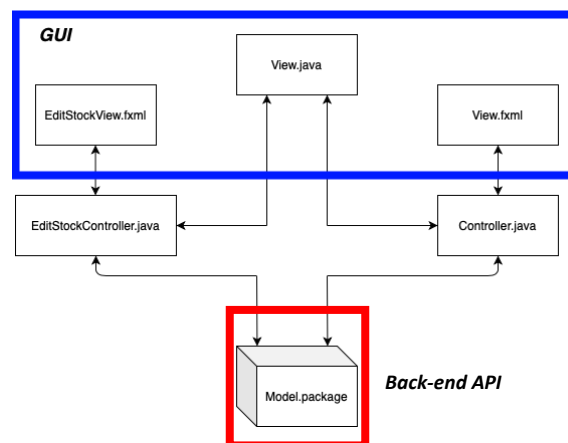 GUI
View.java
EditStockView.fxml
View.fxml
EditStockController.java
Controller.java
Model.package
Back-end API